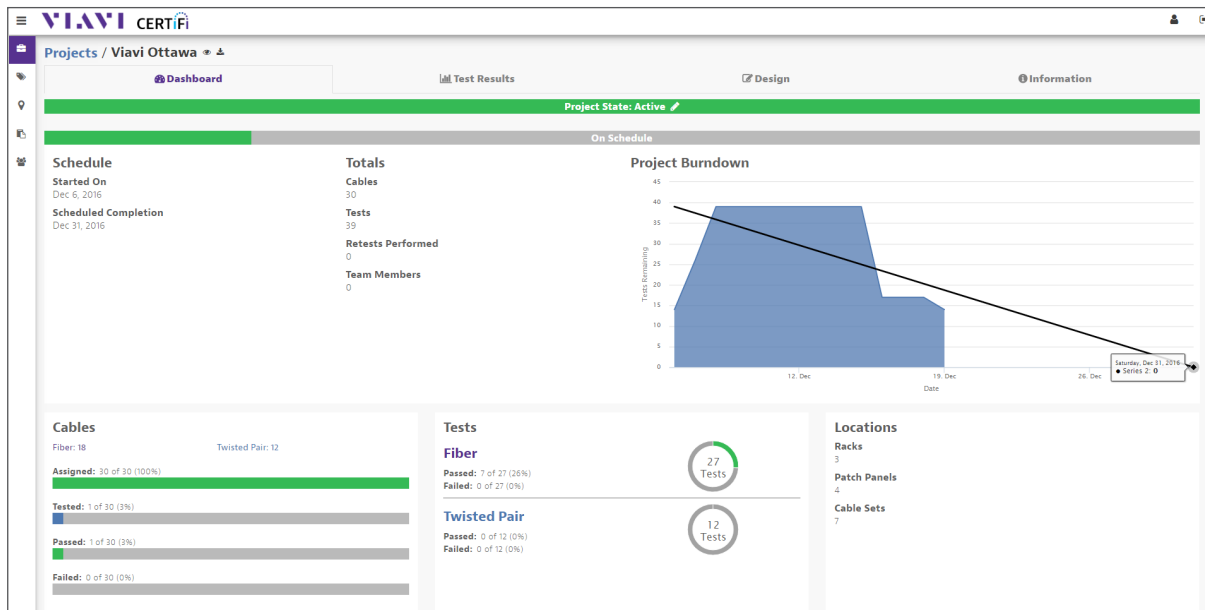 VIAVI CERTiFi
Projects / Viavi Ottawa
Dashboard
Test Results
Design
Information
Project State: Active
On Schedule
Schedule
Started On
Dec 6, 2016
Scheduled Completion
Dec 31, 2016
Totals
Cables
30
Tests
39
Retests Performed
0
Team Members
0
Project Burndown
45
40
35
30
25
20
15
10
5
0
Tests Remaining
12. Dec
19. Dec
26. Dec
Date
Saturday, Dec 31, 2016
● Series 2: 0
Cables
Fiber: 18
Twisted Pair: 12
Assigned: 30 of 30 (100%)
Tested: 1 of 30 (3%)
Passed: 1 of 30 (3%)
Failed: 0 of 30 (0%)
Tests
Fiber
Passed: 7 of 27 (26%)
Failed: 0 of 27 (0%)
27
Tests
Twisted Pair
Passed: 0 of 12 (0%)
Failed: 0 of 12 (0%)
12
Tests
Locations
Racks
3
Patch Panels
4
Cable Sets
7